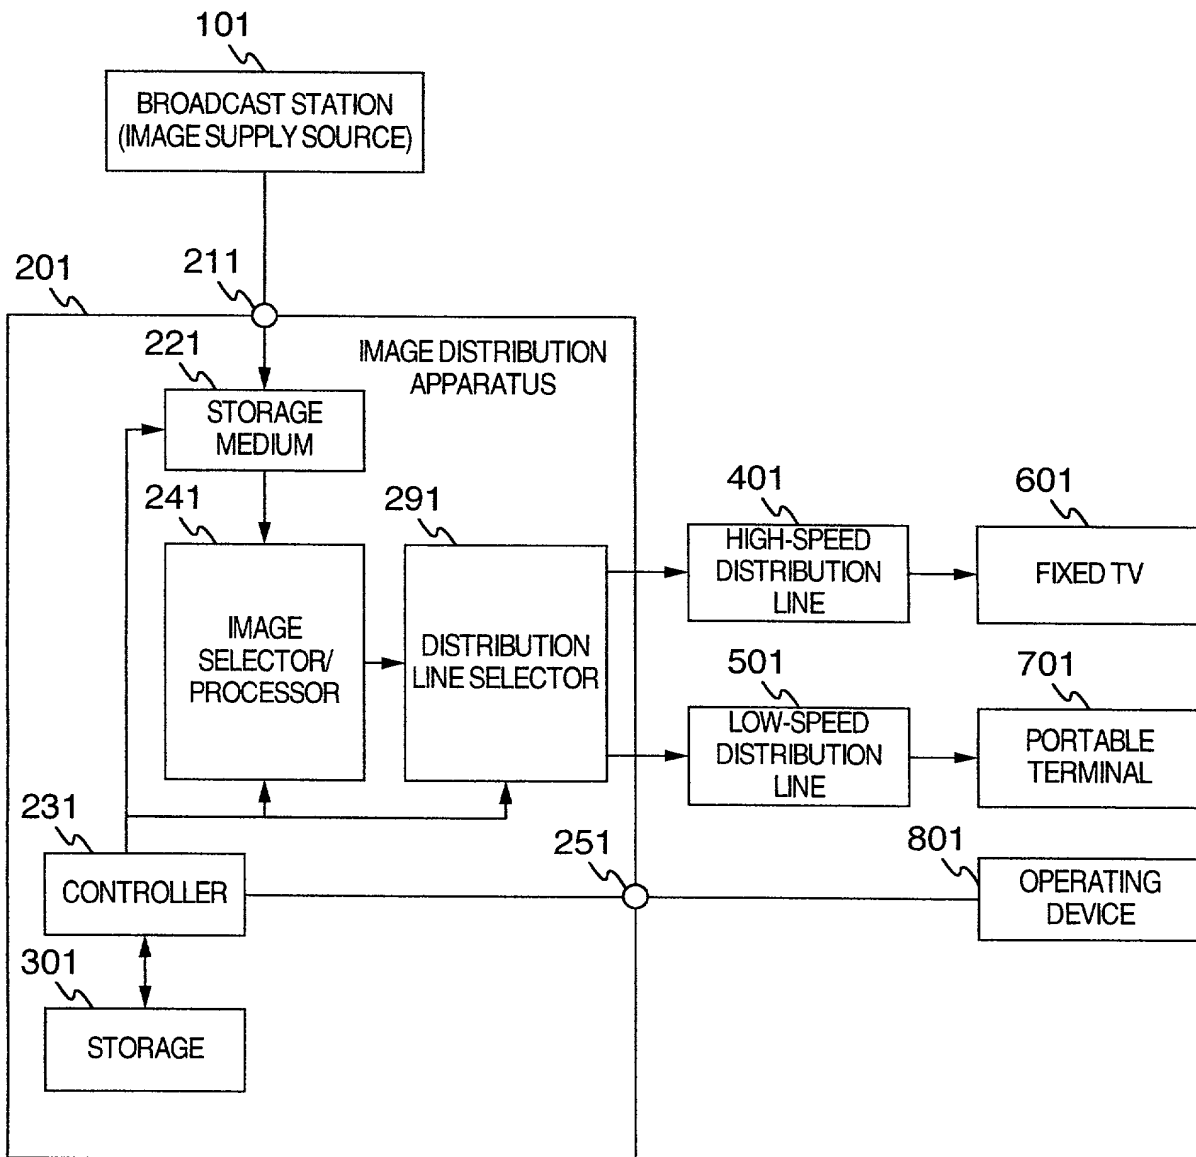 101
BROADCAST STATION
(IMAGE SUPPLY SOURCE)
201
211
IMAGE DISTRIBUTION
APPARATUS
221
STORAGE
MEDIUM
241
IMAGE
SELECTOR/
PROCESSOR
291
DISTRIBUTION
LINE SELECTOR
401
HIGH-SPEED
DISTRIBUTION
LINE
601
FIXED TV
501
LOW-SPEED
DISTRIBUTION
LINE
701
PORTABLE
TERMINAL
231
CONTROLLER
251
801
OPERATING
DEVICE
301
STORAGE